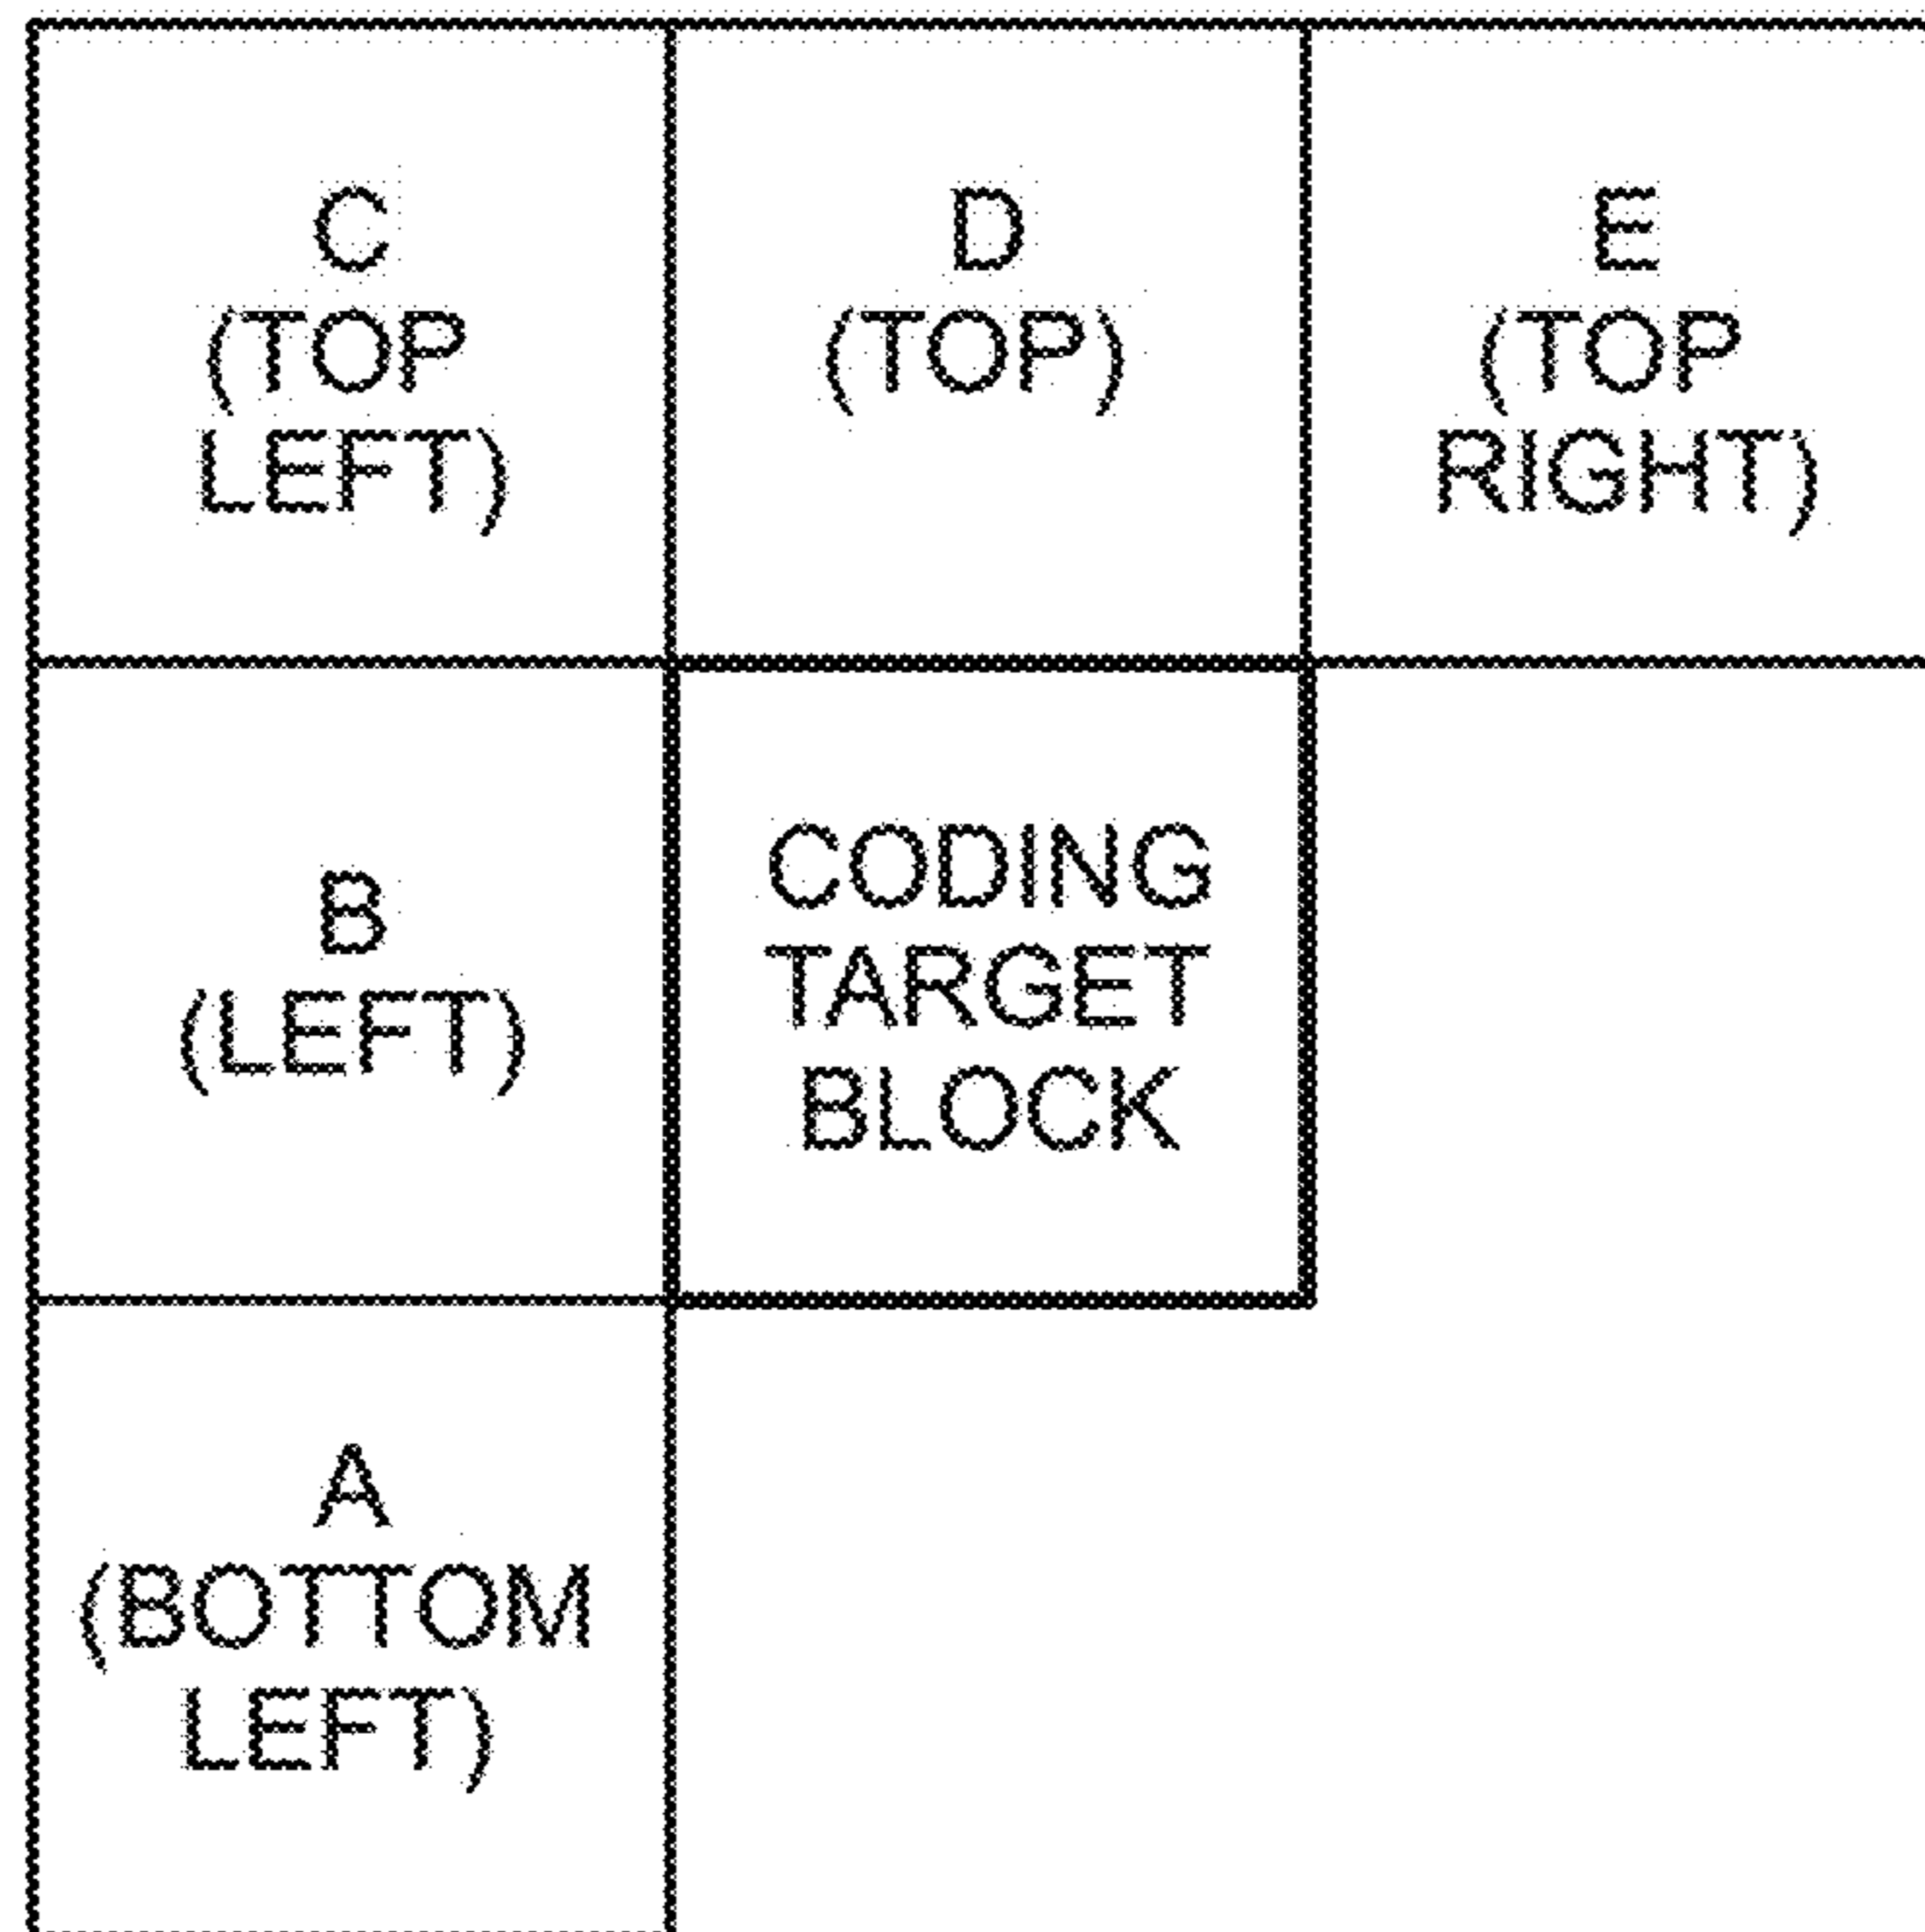 C
(TOP
LEFT)
D
(TOP)
E
(TOP
RIGHT)
B
(LEFT)
CODING
TARGET
BLOCK
A
(BOTTOM
LEFT)